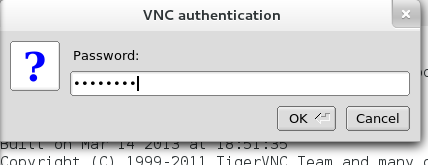 VNC authentication
Password:
••••••••
OK
Cancel
Built on Mar 14 2013 at 18:51:35
Copyright (C) 1999-2011 TigerVNC Team and many o